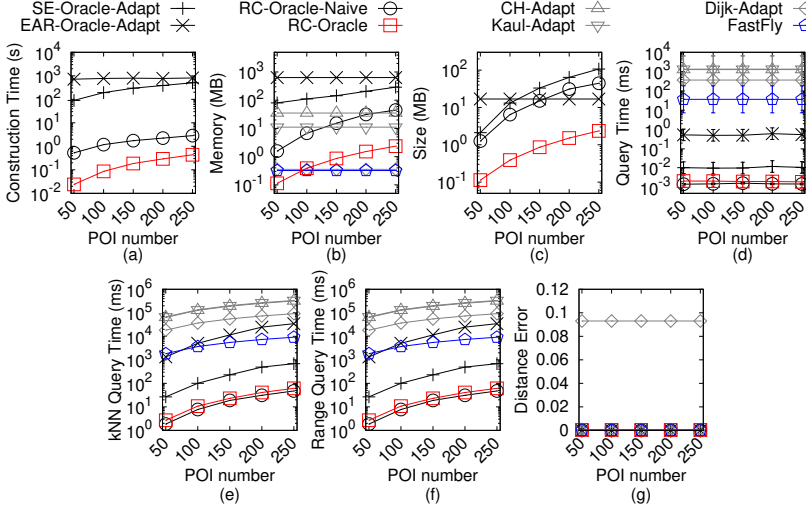 SE-Oracle-Adapt RC-Oracle-Naive CH-Adapt Dijk-Adapt
EAR-Oracle-Adapt RC-Oracle Kaul-Adapt FastFly
Construction Time (s)
10^4
10^3
10^2
10^1
10^0
10^-1
10^-2
50 100 150 200 250
POI number
(a)
Memory (MB)
10^4
10^3
10^2
10^1
10^0
10^-1
50 100 150 200 250
POI number
(b)
Size (MB)
10^2
10^1
10^0
10^-1
50 100 150 200 250
POI number
(c)
Query Time (ms)
10^4
10^3
10^2
10^1
10^0
10^-1
10^-2
10^-3
50 100 150 200 250
POI number
(d)
kNN Query Time (ms)
10^6
10^5
10^4
10^3
10^2
10^1
10^0
50 100 150 200 250
POI number
(e)
Range Query Time (ms)
10^6
10^5
10^4
10^3
10^2
10^1
10^0
50 100 150 200 250
POI number
(f)
Distance Error
0.12
0.1
0.08
0.06
0.04
0.02
0
50 100 150 200 250
POI number
(g)